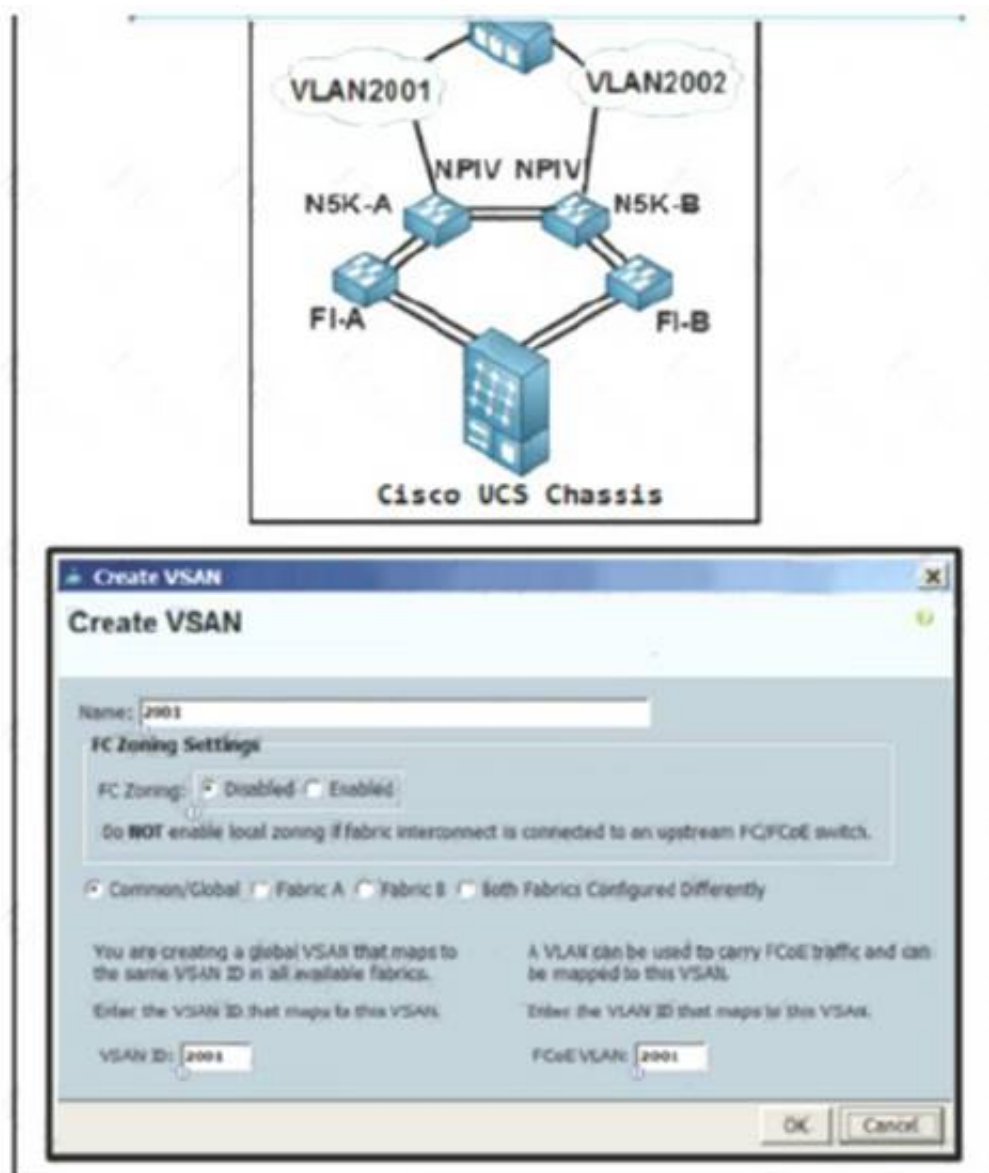 VLAN2001 VLAN2002
NPIV NPIV
N5K-A N5K-B
FI-A FI-B
Cisco UCS Chassis
Create VSAN
Create VSAN
Name: 2001
FC Zoning Settings
FC Zoning: Disabled Enabled
Do NOT enable local zoning if fabric interconnect is connected to an upstream FC/FCoE switch.
Common/Global Fabric A Fabric B Both Fabrics Configured Differently
You are creating a global VSAN that maps to A VLAN can be used to carry FCoE traffic and can
the same VSAN ID in all available fabrics. be mapped to this VSAN.
Enter the VSAN ID that maps to this VSAN. Enter the VLAN ID that maps to this VSAN.
VSAN ID: 2001 FCoE VLAN: 2001
OK Cancel